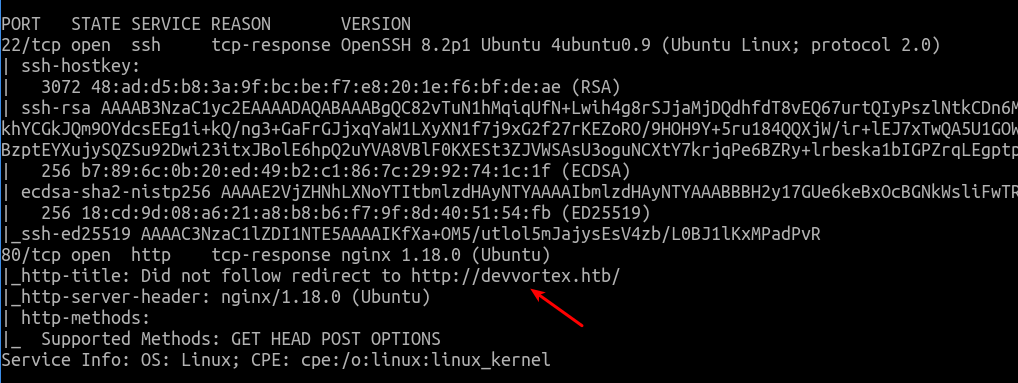 PORT   STATE SERVICE REASON       VERSION
22/tcp open  ssh     tcp-response OpenSSH 8.2p1 Ubuntu 4ubuntu0.9 (Ubuntu Linux; protocol 2.0)
| ssh-hostkey:
|   3072 48:ad:d5:b8:3a:9f:bc:be:f7:e8:20:1e:f6:bf:de:ae (RSA)
| ssh-rsa AAAAB3NzaC1yc2EAAAADAQABAAABgQC82vTuN1hMqiqUfN+Lwih4g8rSJjaMjDQdhfdT8vEQ67urtQIyPszlNtkCDn6M
khYCGkJQm9OYdcsEEg1i+kQ/ng3+GaFrGJjxqYaW1LXyXN1f7j9xG2f27rKEZoRO/9HOH9Y+5ru184QQXjW/ir+lEJ7xTwQA5U1GOW
BzptEYXujySQZSu92Dwi23itxJBolE6hpQ2uYVA8VBlF0KXESt3ZJVWSAsU3oguNCXtY7krjqPe6BZRy+lrbeska1bIGPZrqLEgptp
|   256 b7:89:6c:0b:20:ed:49:b2:c1:86:7c:29:92:74:1c:1f (ECDSA)
| ecdsa-sha2-nistp256 AAAAE2VjZHNhLXNoYTItbmlzdHAyNTYAAAAIbmlzdHAyNTYAAABBBH2y17GUe6keBxOcBGNkWsliFwTR
|   256 18:cd:9d:08:a6:21:a8:b8:b6:f7:9f:8d:40:51:54:fb (ED25519)
|_ssh-ed25519 AAAAC3NzaC1lZDI1NTE5AAAAIKfXa+OM5/utlol5mJajysEsV4zb/L0BJ1lKxMPadPvR
80/tcp open  http    tcp-response nginx 1.18.0 (Ubuntu)
|_http-title: Did not follow redirect to http://devvortex.htb/
|_http-server-header: nginx/1.18.0 (Ubuntu)
| http-methods:
|_  Supported Methods: GET HEAD POST OPTIONS
Service Info: OS: Linux; CPE: cpe:/o:linux:linux_kernel